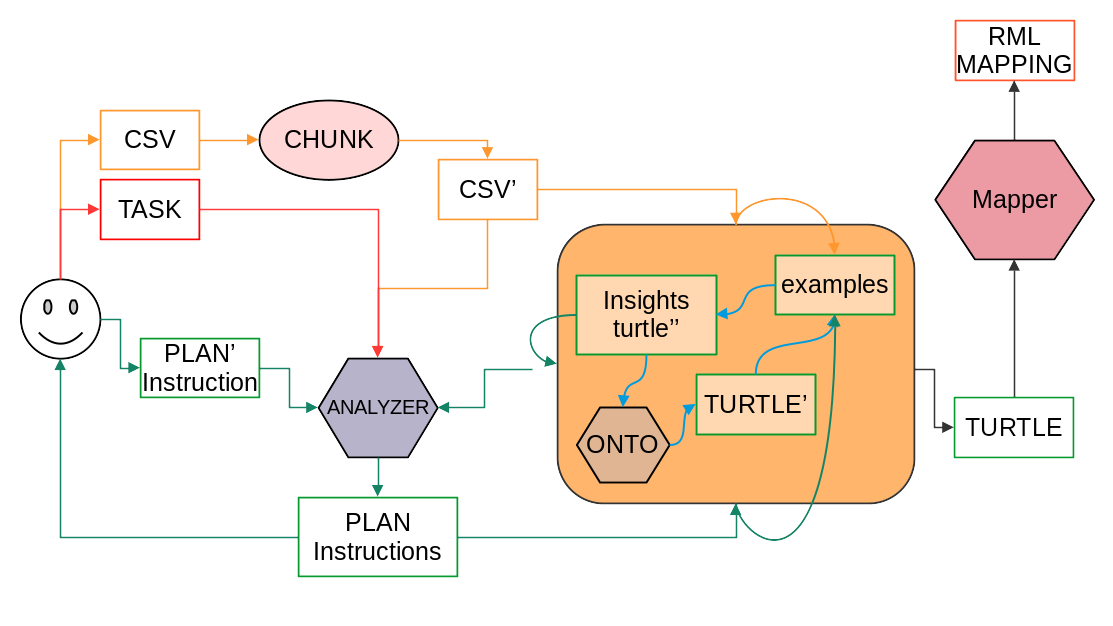 RML
MAPPING
CSV
CHUNK
CSV’
TASK
Mapper
examples
Insights
turtle’’
PLAN’
Instruction
ANALYZER
TURTLE’
ONTO
TURTLE
PLAN
Instructions